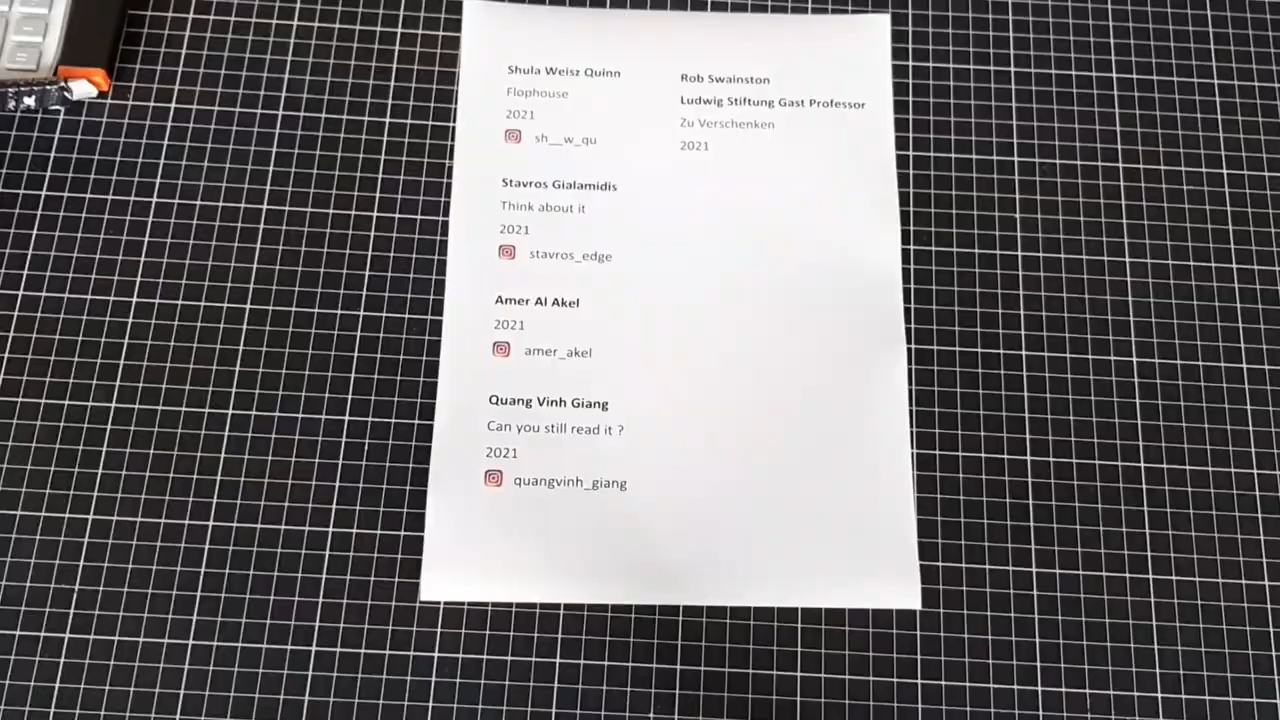 Shula Weisz Quinn
Flophouse
2021
sh__w_qu
Stavros Gialamidis
Think about it
2021
stavros_edge
Amer Al Akel
2021
amer_akel
Quang Vinh Giang
Can you still read it ?
2021
quangvinh_giang
Rob Swainston
Ludwig Stiftung Gast Professor
Zu Verschenken
2021